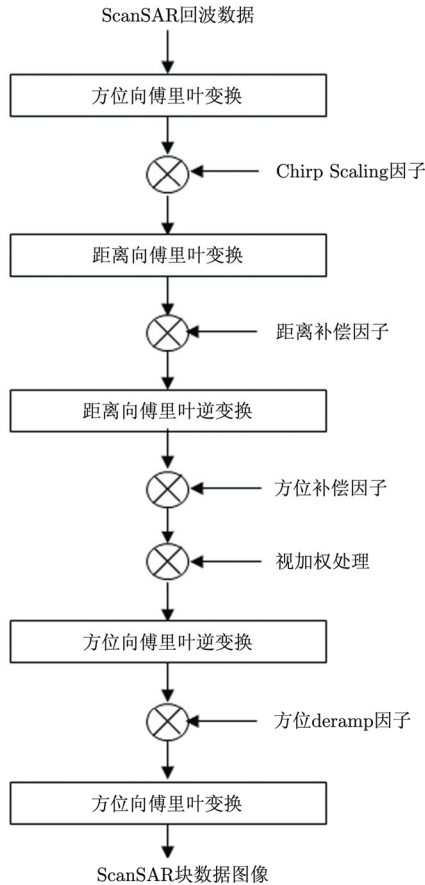 ScanSAR回波数据
方位向傅里叶变换
Chirp Scaling因子
距离向傅里叶变换
距离补偿因子
距离向傅里叶逆变换
方位补偿因子
视加权处理
方位向傅里叶逆变换
方位deramp因子
方位向傅里叶变换
ScanSAR块数据图像